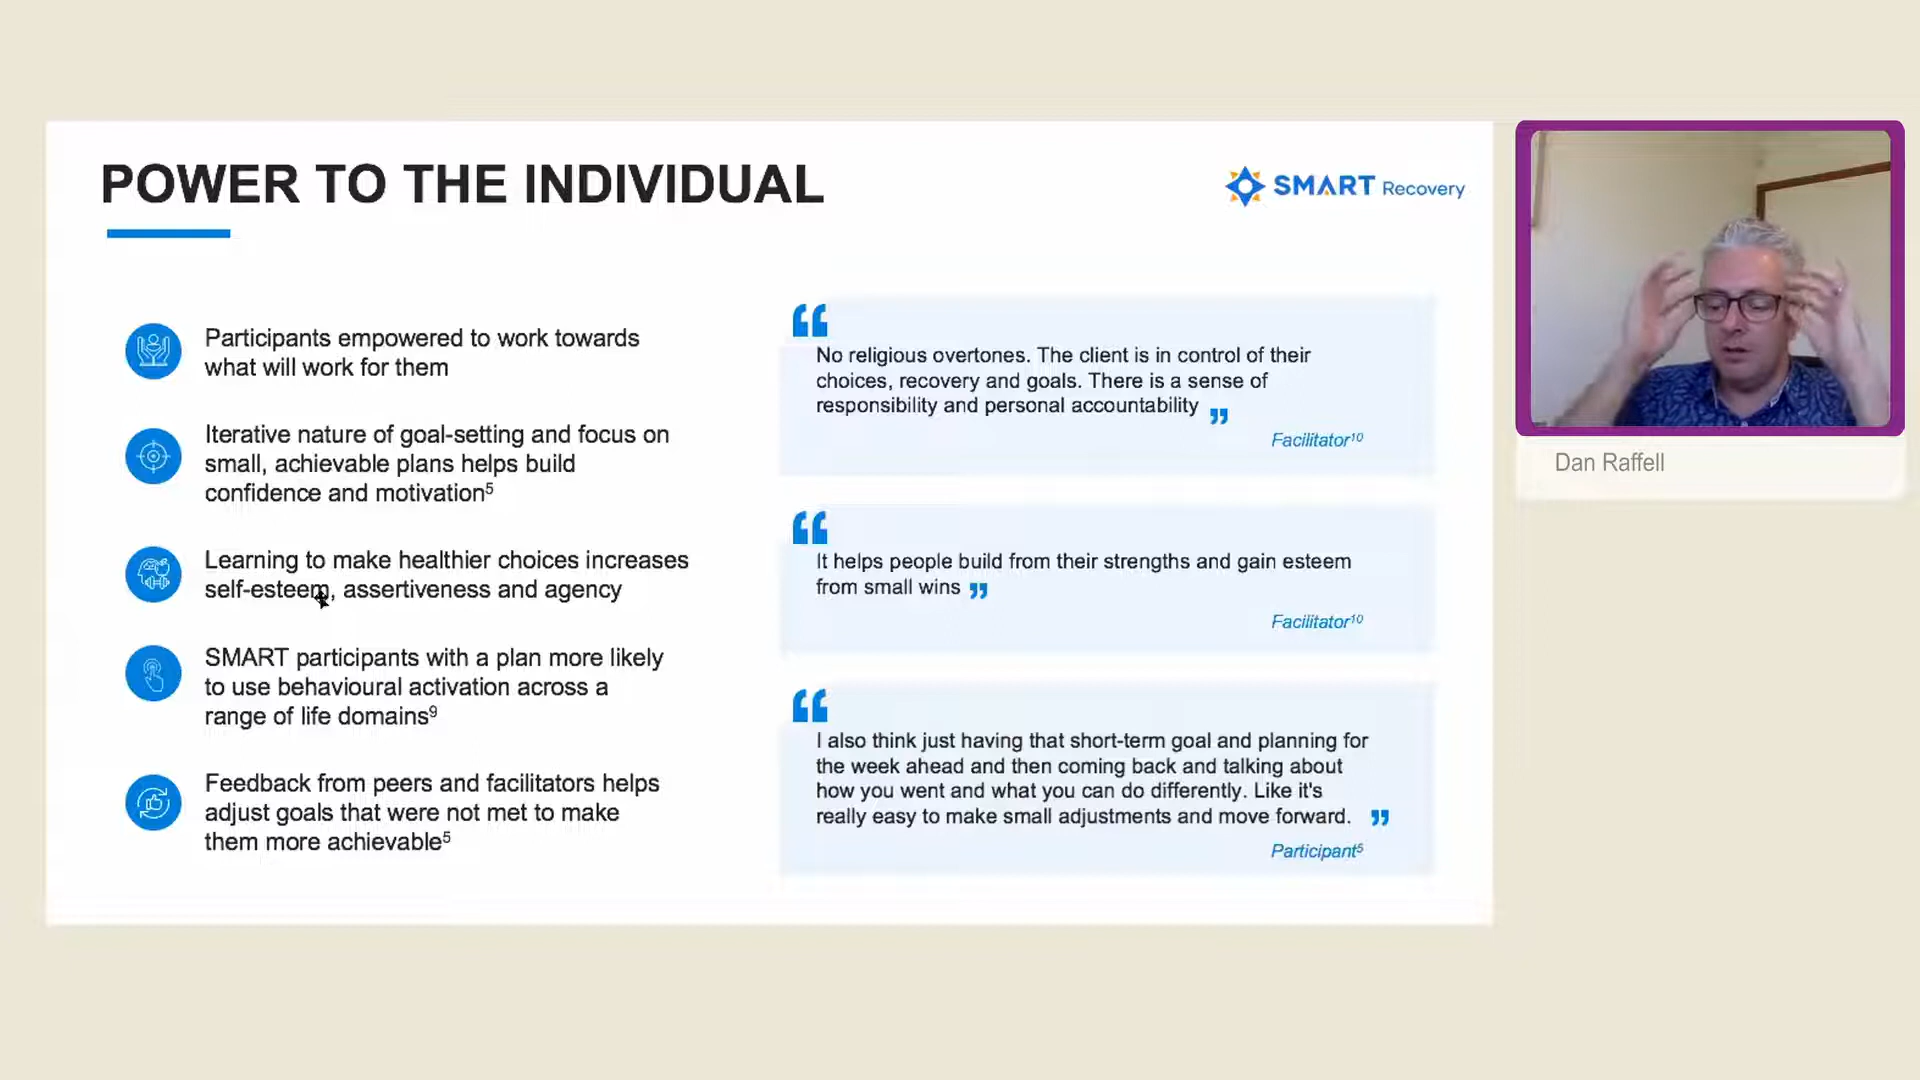 POWER TO THE INDIVIDUAL
SMART Recovery
Participants empowered to work towards
what will work for them
Iterative nature of goal-setting and focus on
small, achievable plans helps build
confidence and motivation⁵
Learning to make healthier choices increases
self-esteem, assertiveness and agency
SMART participants with a plan more likely
to use behavioural activation across a
range of life domains⁹
Feedback from peers and facilitators helps
adjust goals that were not met to make
them more achievable⁵
“
No religious overtones. The client is in control of their
choices, recovery and goals. There is a sense of
responsibility and personal accountability ”
Facilitator¹⁰
“
It helps people build from their strengths and gain esteem
from small wins ”
Facilitator¹⁰
“
I also think just having that short-term goal and planning for
the week ahead and then coming back and talking about
how you went and what you can do differently. Like it's
really easy to make small adjustments and move forward. ”
Participant⁵
Dan Raffell